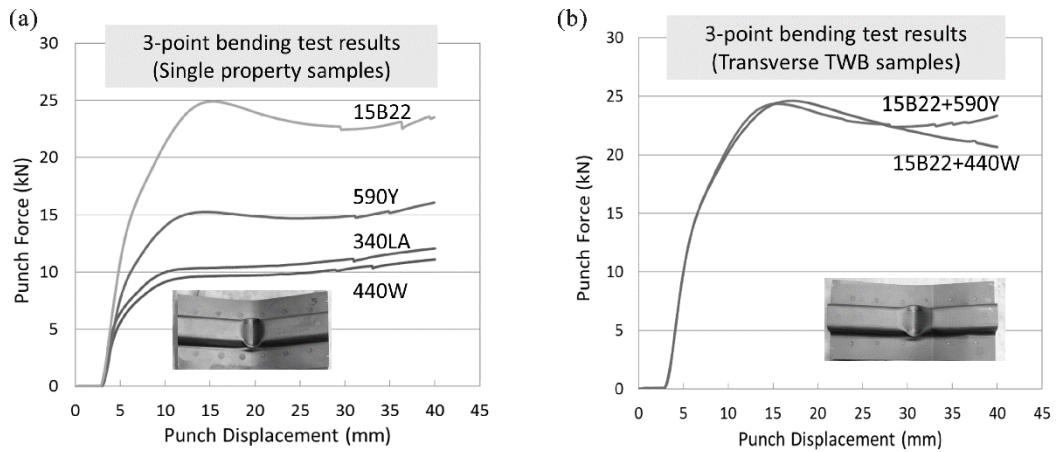 (a)
3-point bending test results
(Single property samples)
30
25
20
15
10
5
0
Punch Force (kN)
15B22
590Y
340LA
440W
0 5 10 15 20 25 30 35 40 45
Punch Displacement (mm)
(b)
3-point bending test results
(Transverse TWB samples)
30
25
20
15
10
5
0
Punch Force (kN)
15B22+590Y
15B22+440W
0 5 10 15 20 25 30 35 40 45
Punch Displacement (mm)